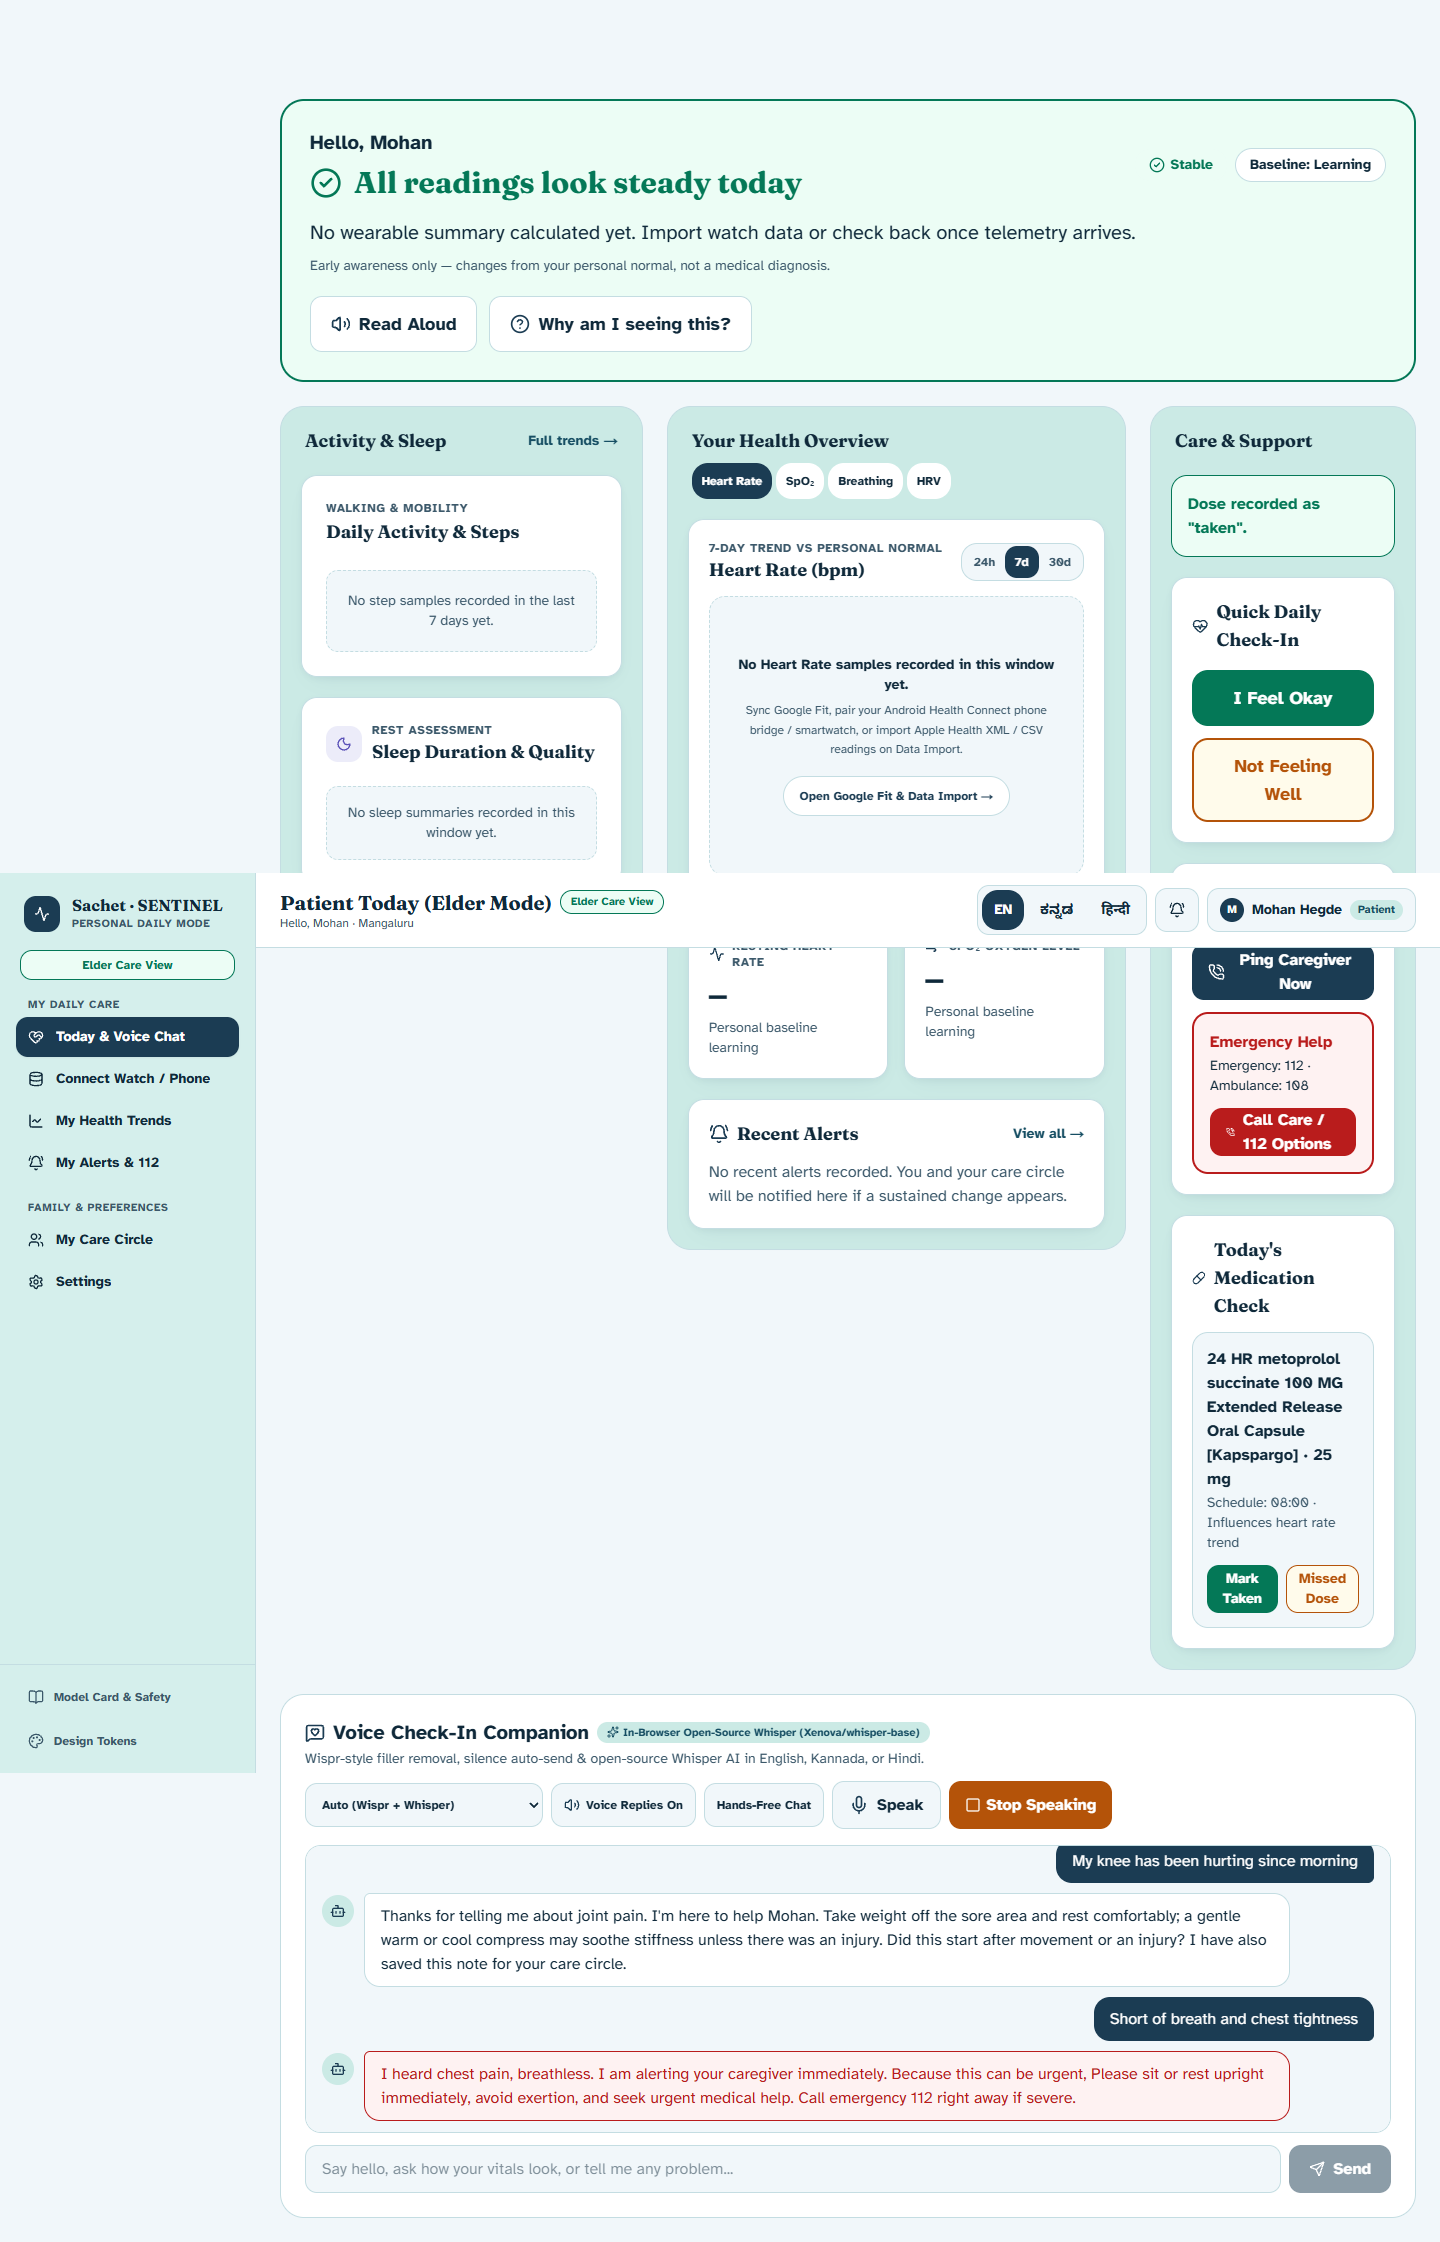 Hello, Mohan
All readings look steady today
Stable
Baseline: Learning
No wearable summary calculated yet. Import watch data or check back once telemetry arrives.
Early awareness only — changes from your personal normal, not a medical diagnosis.
Read Aloud
Why am I seeing this?
Activity & Sleep
Full trends →
WALKING & MOBILITY
Daily Activity & Steps
No step samples recorded in the last
7 days yet.
REST ASSESSMENT
Sleep Duration & Quality
No sleep summaries recorded in this
window yet.
Your Health Overview
Heart Rate
SpO₂
Breathing
HRV
7-DAY TREND VS PERSONAL NORMAL
Heart Rate (bpm)
24h
7d
30d
No Heart Rate samples recorded in this window
yet.
Sync Google Fit, pair your Android Health Connect phone
bridge / smartwatch, or import Apple Health XML / CSV
readings on Data Import.
Open Google Fit & Data Import →
Care & Support
Dose recorded as
"taken".
Quick Daily
Check-In
I Feel Okay
Not Feeling
Well
Sachet · SENTINEL
PERSONAL DAILY MODE
Elder Care View
MY DAILY CARE
Today & Voice Chat
Connect Watch / Phone
My Health Trends
My Alerts & 112
FAMILY & PREFERENCES
My Care Circle
Settings
Model Card & Safety
Design Tokens
Patient Today (Elder Mode)
Elder Care View
Hello, Mohan · Mangaluru
EN
ಕನ್ನಡ
हिन्दी
M
Mohan Hegde
Patient
RESTING HEART
RATE
—
Personal baseline
learning
SPO₂ OXYGEN LEVEL
—
Personal baseline
learning
Recent Alerts
View all →
No recent alerts recorded. You and your care circle
will be notified here if a sustained change appears.
Ping Caregiver
Now
Emergency Help
Emergency: 112 ·
Ambulance: 108
Call Care /
112 Options
Today's
Medication
Check
24 HR metoprolol
succinate 100 MG
Extended Release
Oral Capsule
[Kapspargo] · 25
mg
Schedule: 08:00 ·
Influences heart rate
trend
Mark
Taken
Missed
Dose
Voice Check-In Companion
In-Browser Open-Source Whisper (Xenova/whisper-base)
Wispr-style filler removal, silence auto-send & open-source Whisper AI in English, Kannada, or Hindi.
Auto (Wispr + Whisper)
Voice Replies On
Hands-Free Chat
Speak
Stop Speaking
My knee has been hurting since morning
Thanks for telling me about joint pain. I'm here to help Mohan. Take weight off the sore area and rest comfortably; a gentle
warm or cool compress may soothe stiffness unless there was an injury. Did this start after movement or an injury? I have also
saved this note for your care circle.
Short of breath and chest tightness
I heard chest pain, breathless. I am alerting your caregiver immediately. Because this can be urgent, Please sit or rest upright
immediately, avoid exertion, and seek urgent medical help. Call emergency 112 right away if severe.
Say hello, ask how your vitals look, or tell me any problem...
Send